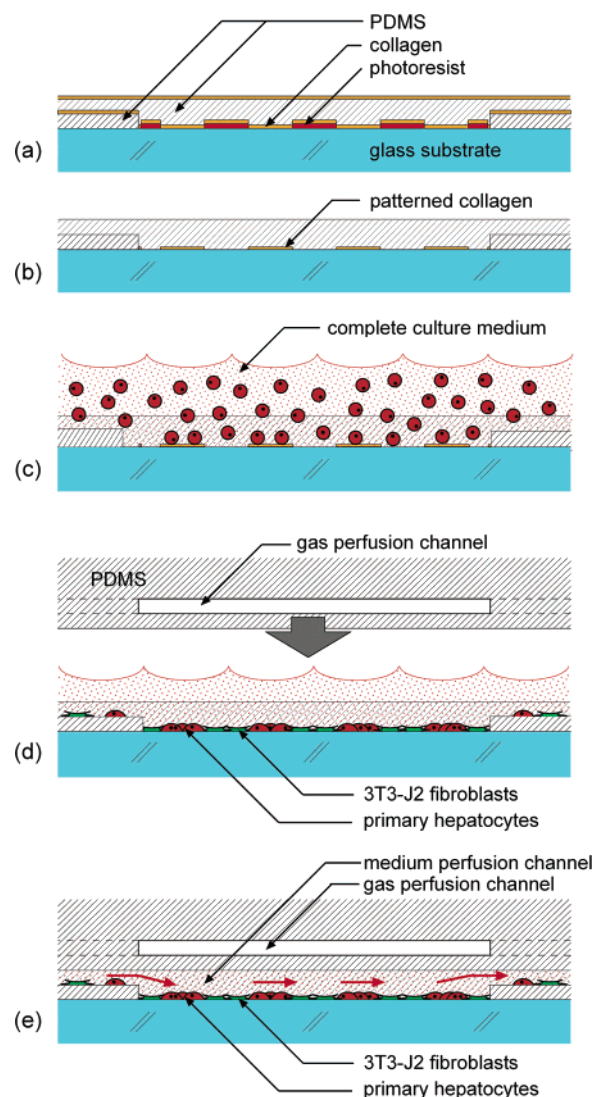 PDMS
collagen
photoresist
(a)
glass substrate
patterned collagen
(b)
complete culture medium
(c)
gas perfusion channel
PDMS
(d)
3T3-J2 fibroblasts
primary hepatocytes
medium perfusion channel
gas perfusion channel
(e)
3T3-J2 fibroblasts
primary hepatocytes